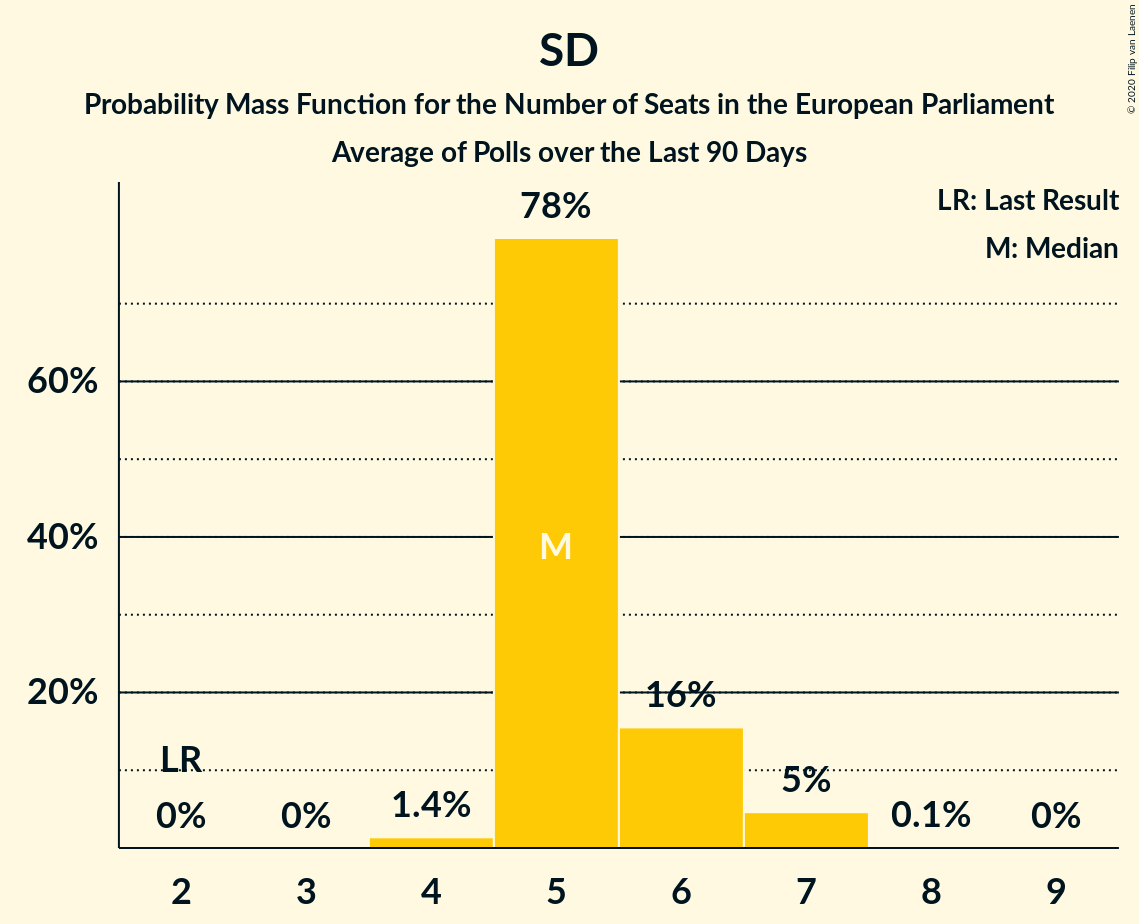 SD
Probability Mass Function for the Number of Seats in the European Parliament
Average of Polls over the Last 90 Days
© 2020 Filip van Laenen
LR: Last Result
M: Median
78%
60%
40%
M
20%
16%
LR
5%
0%
0%
1.4%
0.1%
0%
2 3 4 5 6 7 8 9